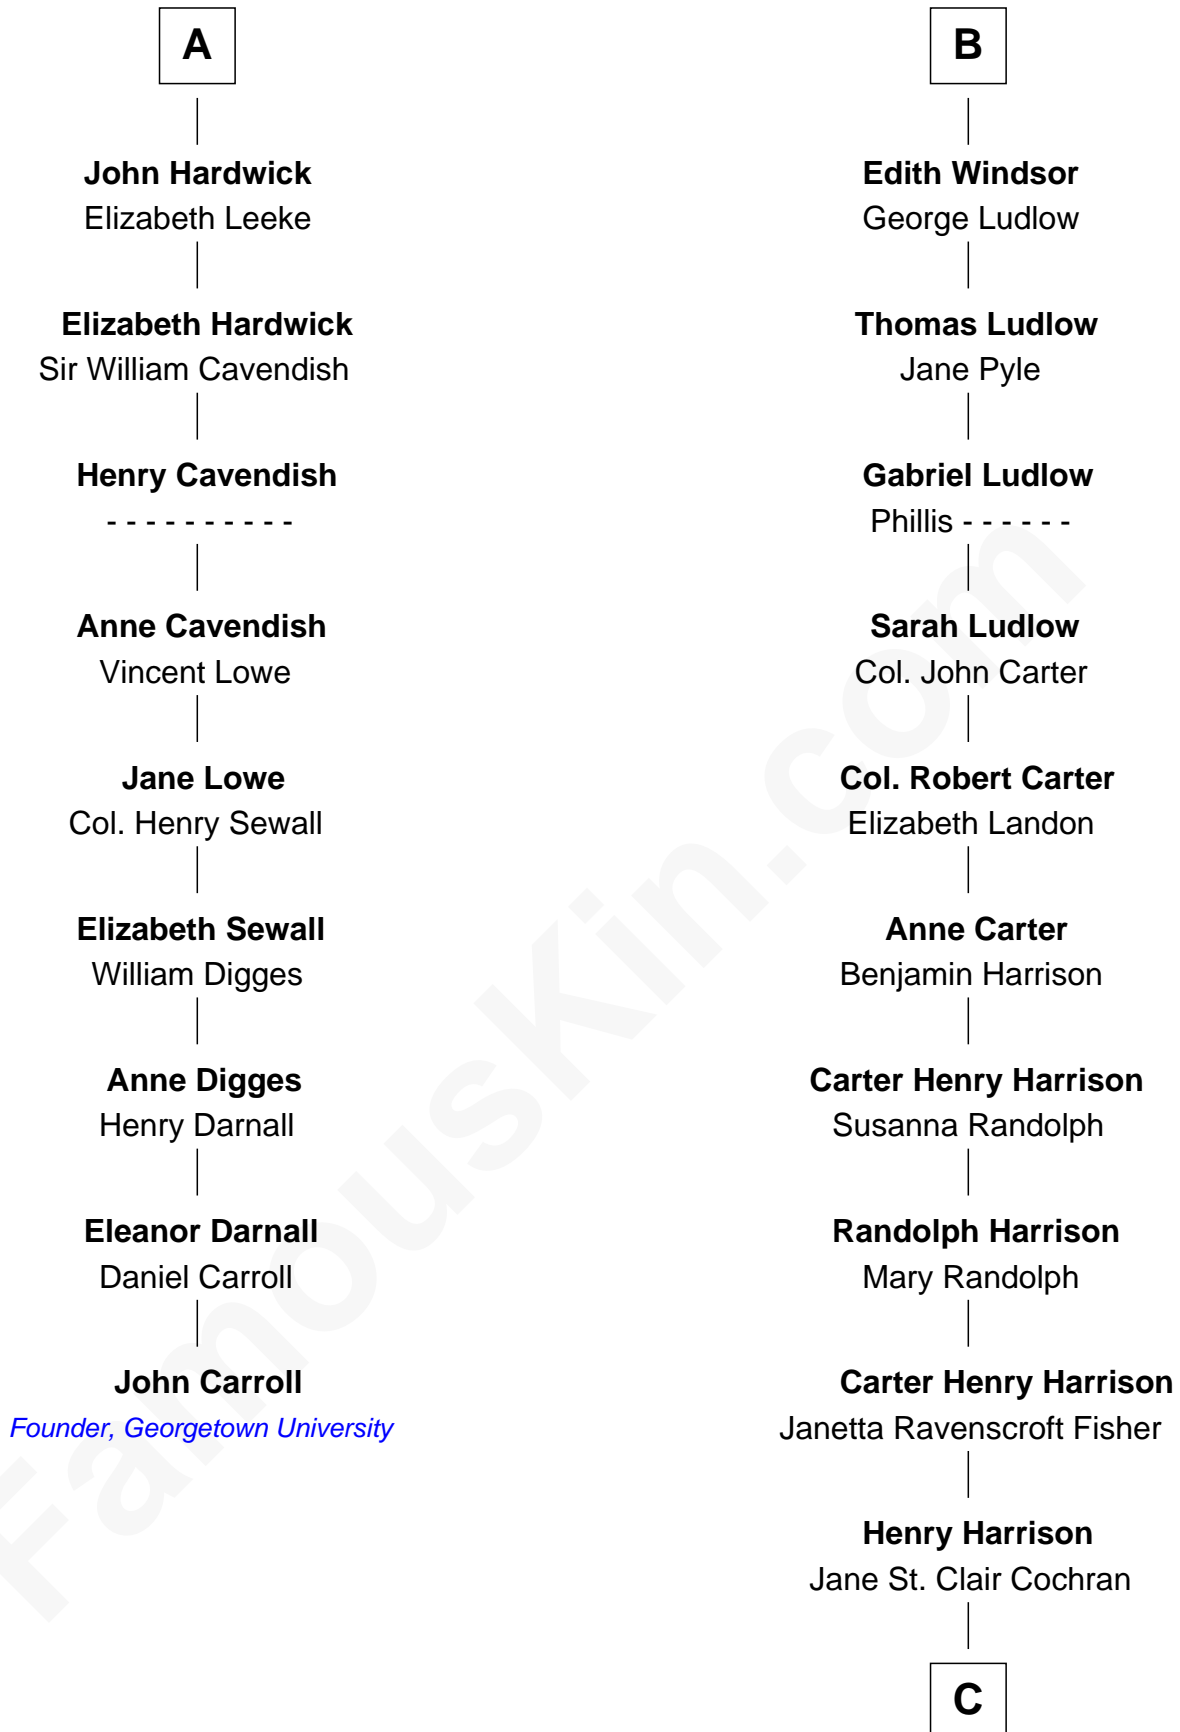 A
John Hardwick
Elizabeth Leeke
Elizabeth Hardwick
Sir William Cavendish
Henry Cavendish
- - - - - - - - - -
Anne Cavendish
Vincent Lowe
Jane Lowe
Col. Henry Sewall
Elizabeth Sewall
William Digges
Anne Digges
Henry Darnall
Eleanor Darnall
Daniel Carroll
John Carroll
Founder, Georgetown University
B
Edith Windsor
George Ludlow
Thomas Ludlow
Jane Pyle
Gabriel Ludlow
Phillis - - - - - -
Sarah Ludlow
Col. John Carter
Col. Robert Carter
Elizabeth Landon
Anne Carter
Benjamin Harrison
Carter Henry Harrison
Susanna Randolph
Randolph Harrison
Mary Randolph
Carter Henry Harrison
Janetta Ravenscroft Fisher
Henry Harrison
Jane St. Clair Cochran
C
FamousKin.com